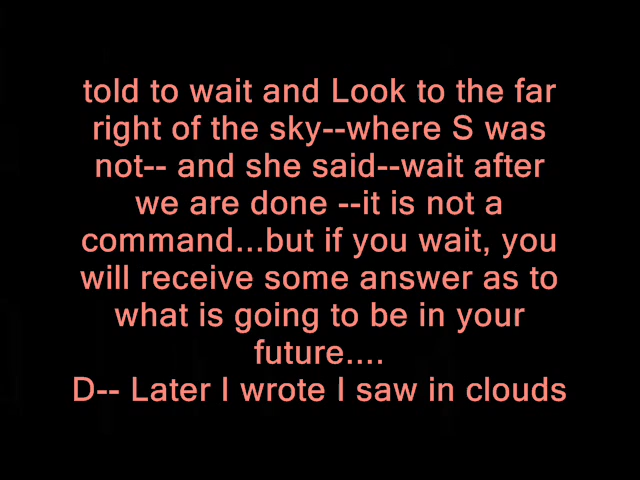 told to wait and Look to the far
right of the sky--where S was
not-- and she said--wait after
we are done --it is not a
command...but if you wait, you
will receive some answer as to
what is going to be in your
future....
D-- Later I wrote I saw in clouds